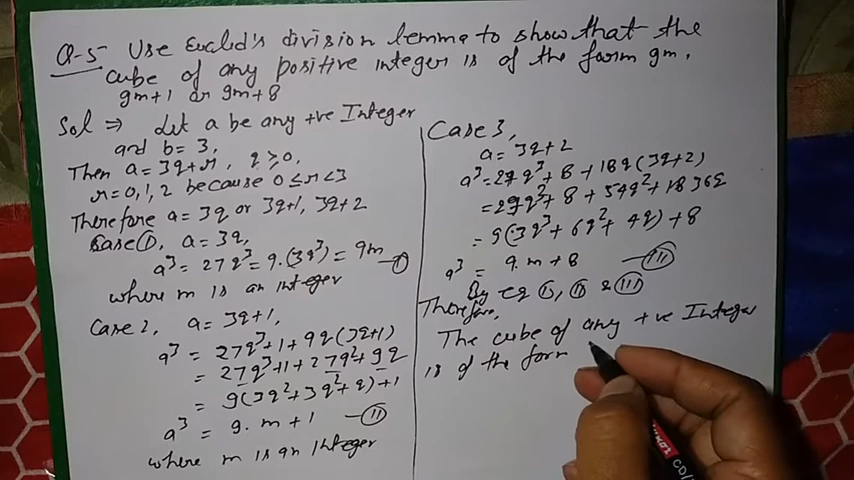 Q-5 Use Euclid's division lemma to show that the
cube of any positive integer is of the form 9m,
9m+1 or 9m+8
Sol ⇒ Let a be any +ve Integer
and b = 3,
Then a = 3q+r, q ≥ 0,
r = 0, 1, 2 because 0 ≤ r < 3
Therefore a = 3q or 3q+1, 3q+2
Case ①, a = 3q,
a³ = 27q³ = 9.(3q³) = 9m —①
where m is an integer
Case 2, a = 3q+1,
a³ = 27q³+1+9q(3q+1)
= 27q³+1+27q²+9q
= 9(3q²+3q²+q)+1
a³ = 9.m+1 —(II)
where m is an Integer
Case 3,
a = 3q+2
a³ = 27q³+8+18q(3q+2)
= 27q³+8+54q²+18 36q
= 9(3q³+6q²+4q)+8
a³ = 9.m+8 —(III)
By eq (I), (II) & (III)
Therefore,
The cube of any +ve Integer
is of the form